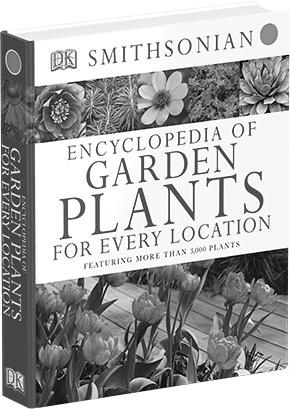 DK SMITHSONIAN
ENCYCLOPEDIA OF
GARDEN
PLANTS
FOR EVERY LOCATION
FEATURING MORE THAN 3,000 PLANTS
ENCYCLOPEDIA OF
GARDEN PLANTS
FOR EVERY LOCATION
DK